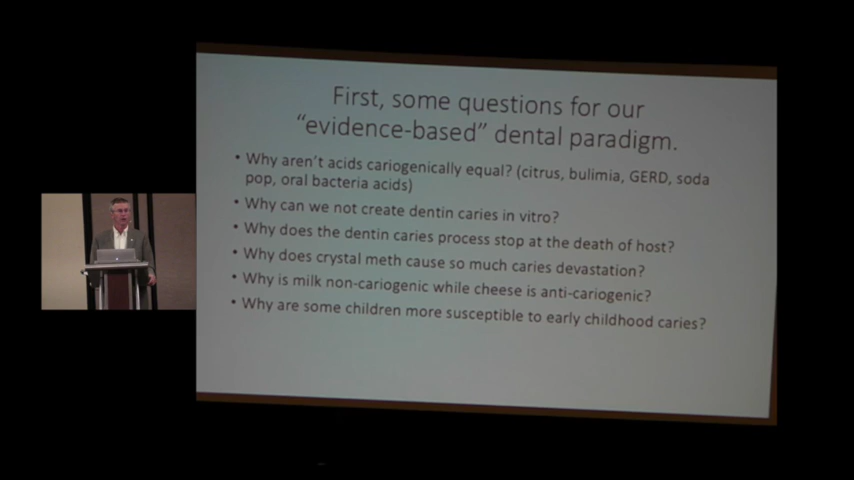 First, some questions for our
“evidence-based” dental paradigm.
• Why aren’t acids cariogenically equal? (citrus, bulimia, GERD, soda
pop, oral bacteria acids)
• Why can we not create dentin caries in vitro?
• Why does the dentin caries process stop at the death of host?
• Why does crystal meth cause so much caries devastation?
• Why is milk non-cariogenic while cheese is anti-cariogenic?
• Why are some children more susceptible to early childhood caries?